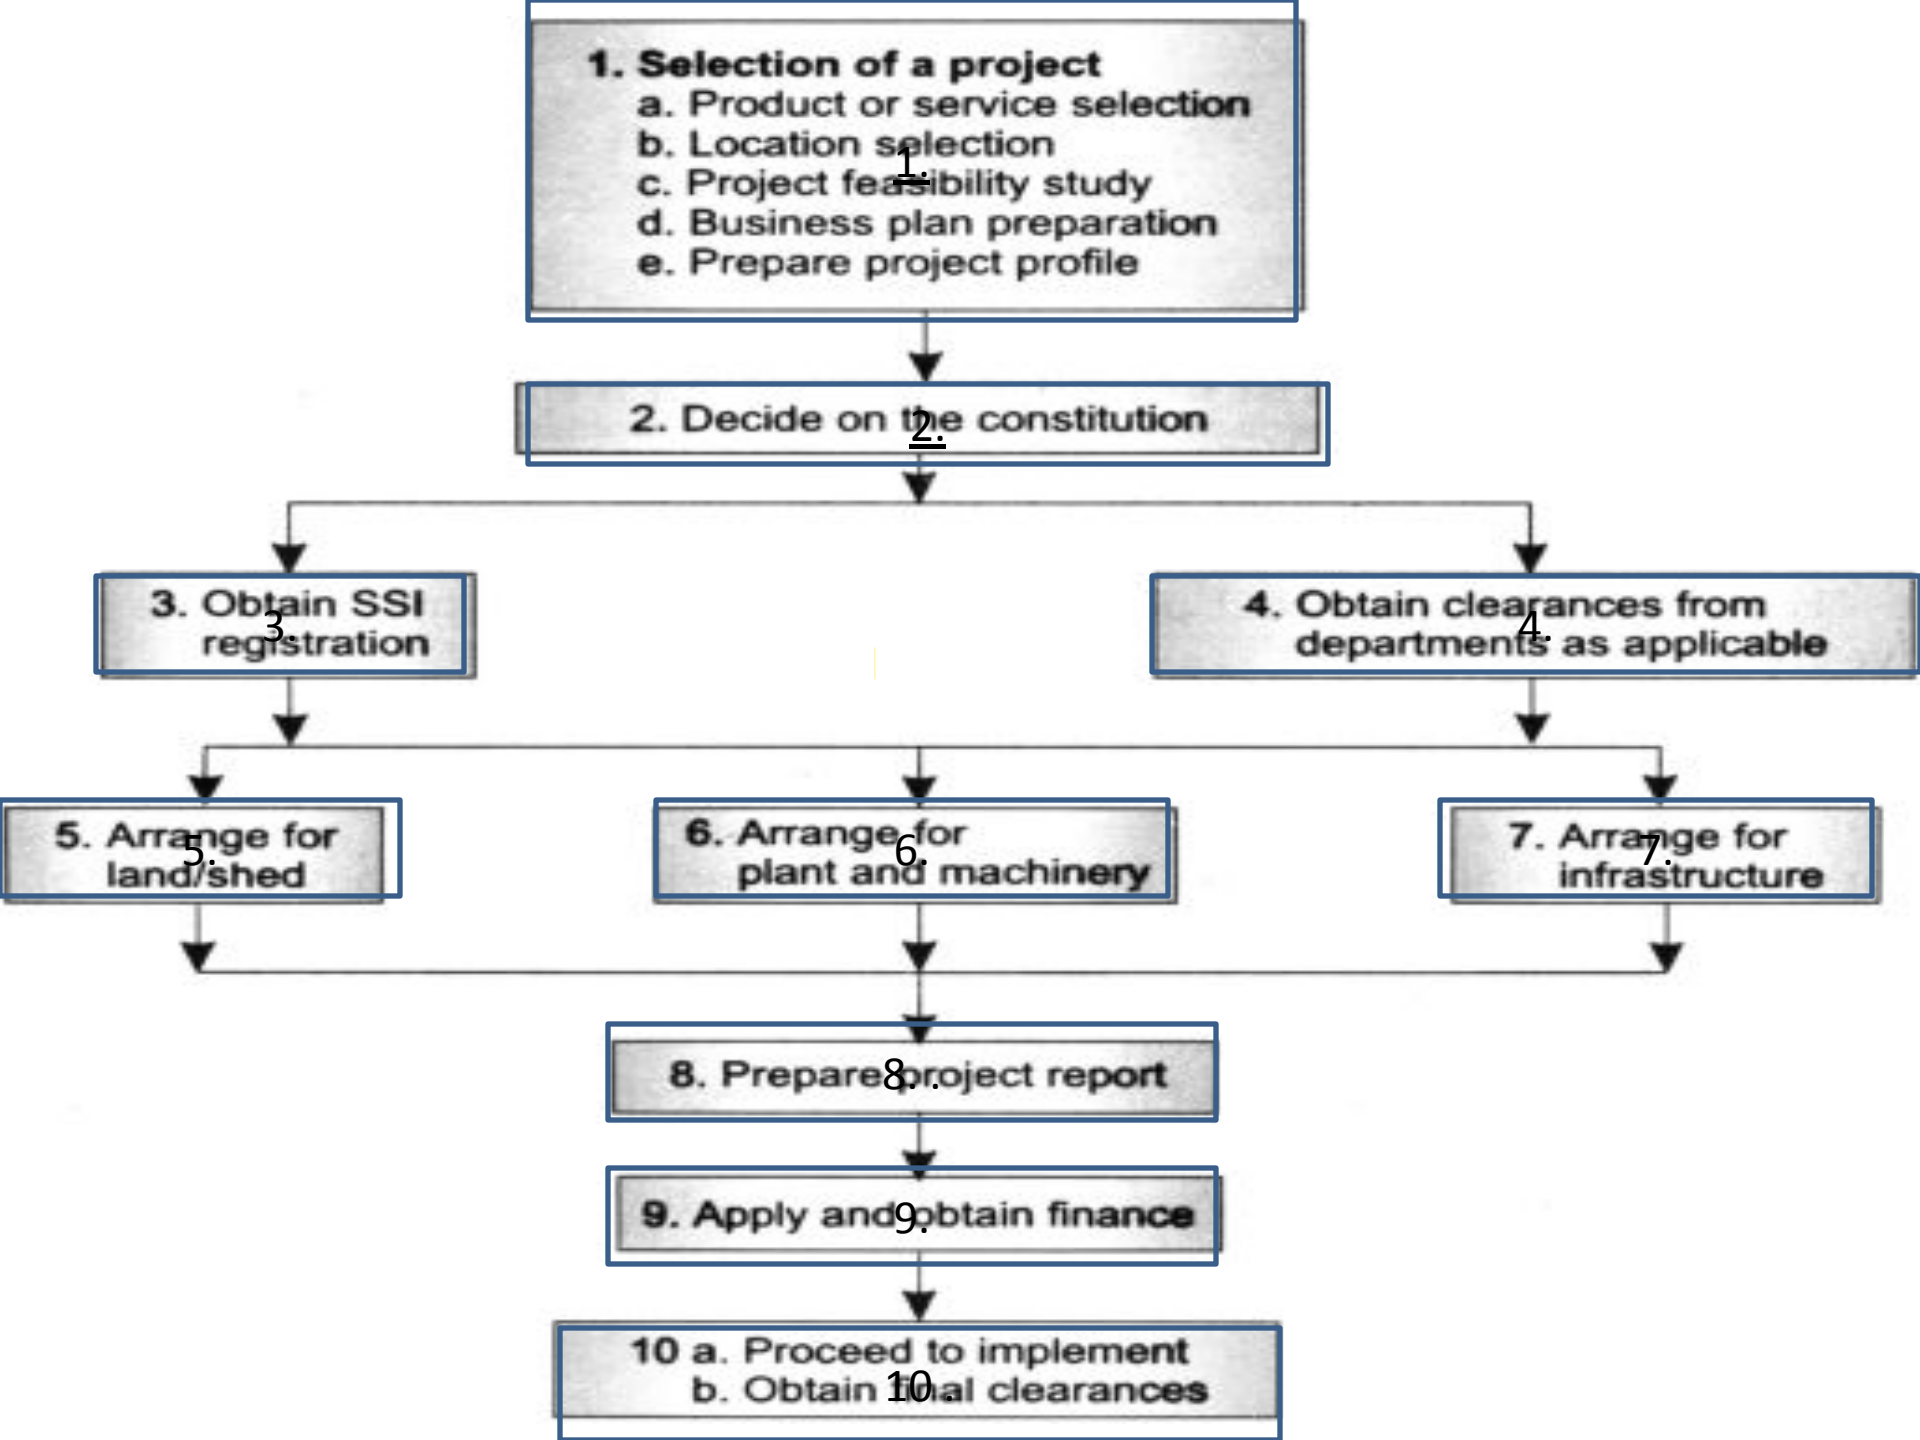 1. Selection of a project
a. Product or service selection
b. Location selection
1.
c. Project feasibility study
d. Business plan preparation
e. Prepare project profile
2. Decide on the constitution
2.
3. Obtain SSI
registration
3.
4. Obtain clearances from
departments as applicable
4.
5. Arrange for
land/shed
5.
6. Arrange for
plant and machinery
6.
7. Arrange for
infrastructure
7.
8. Prepare project report
8. .
9. Apply and obtain finance
9.
10 a. Proceed to implement
b. Obtain final clearances
10 .